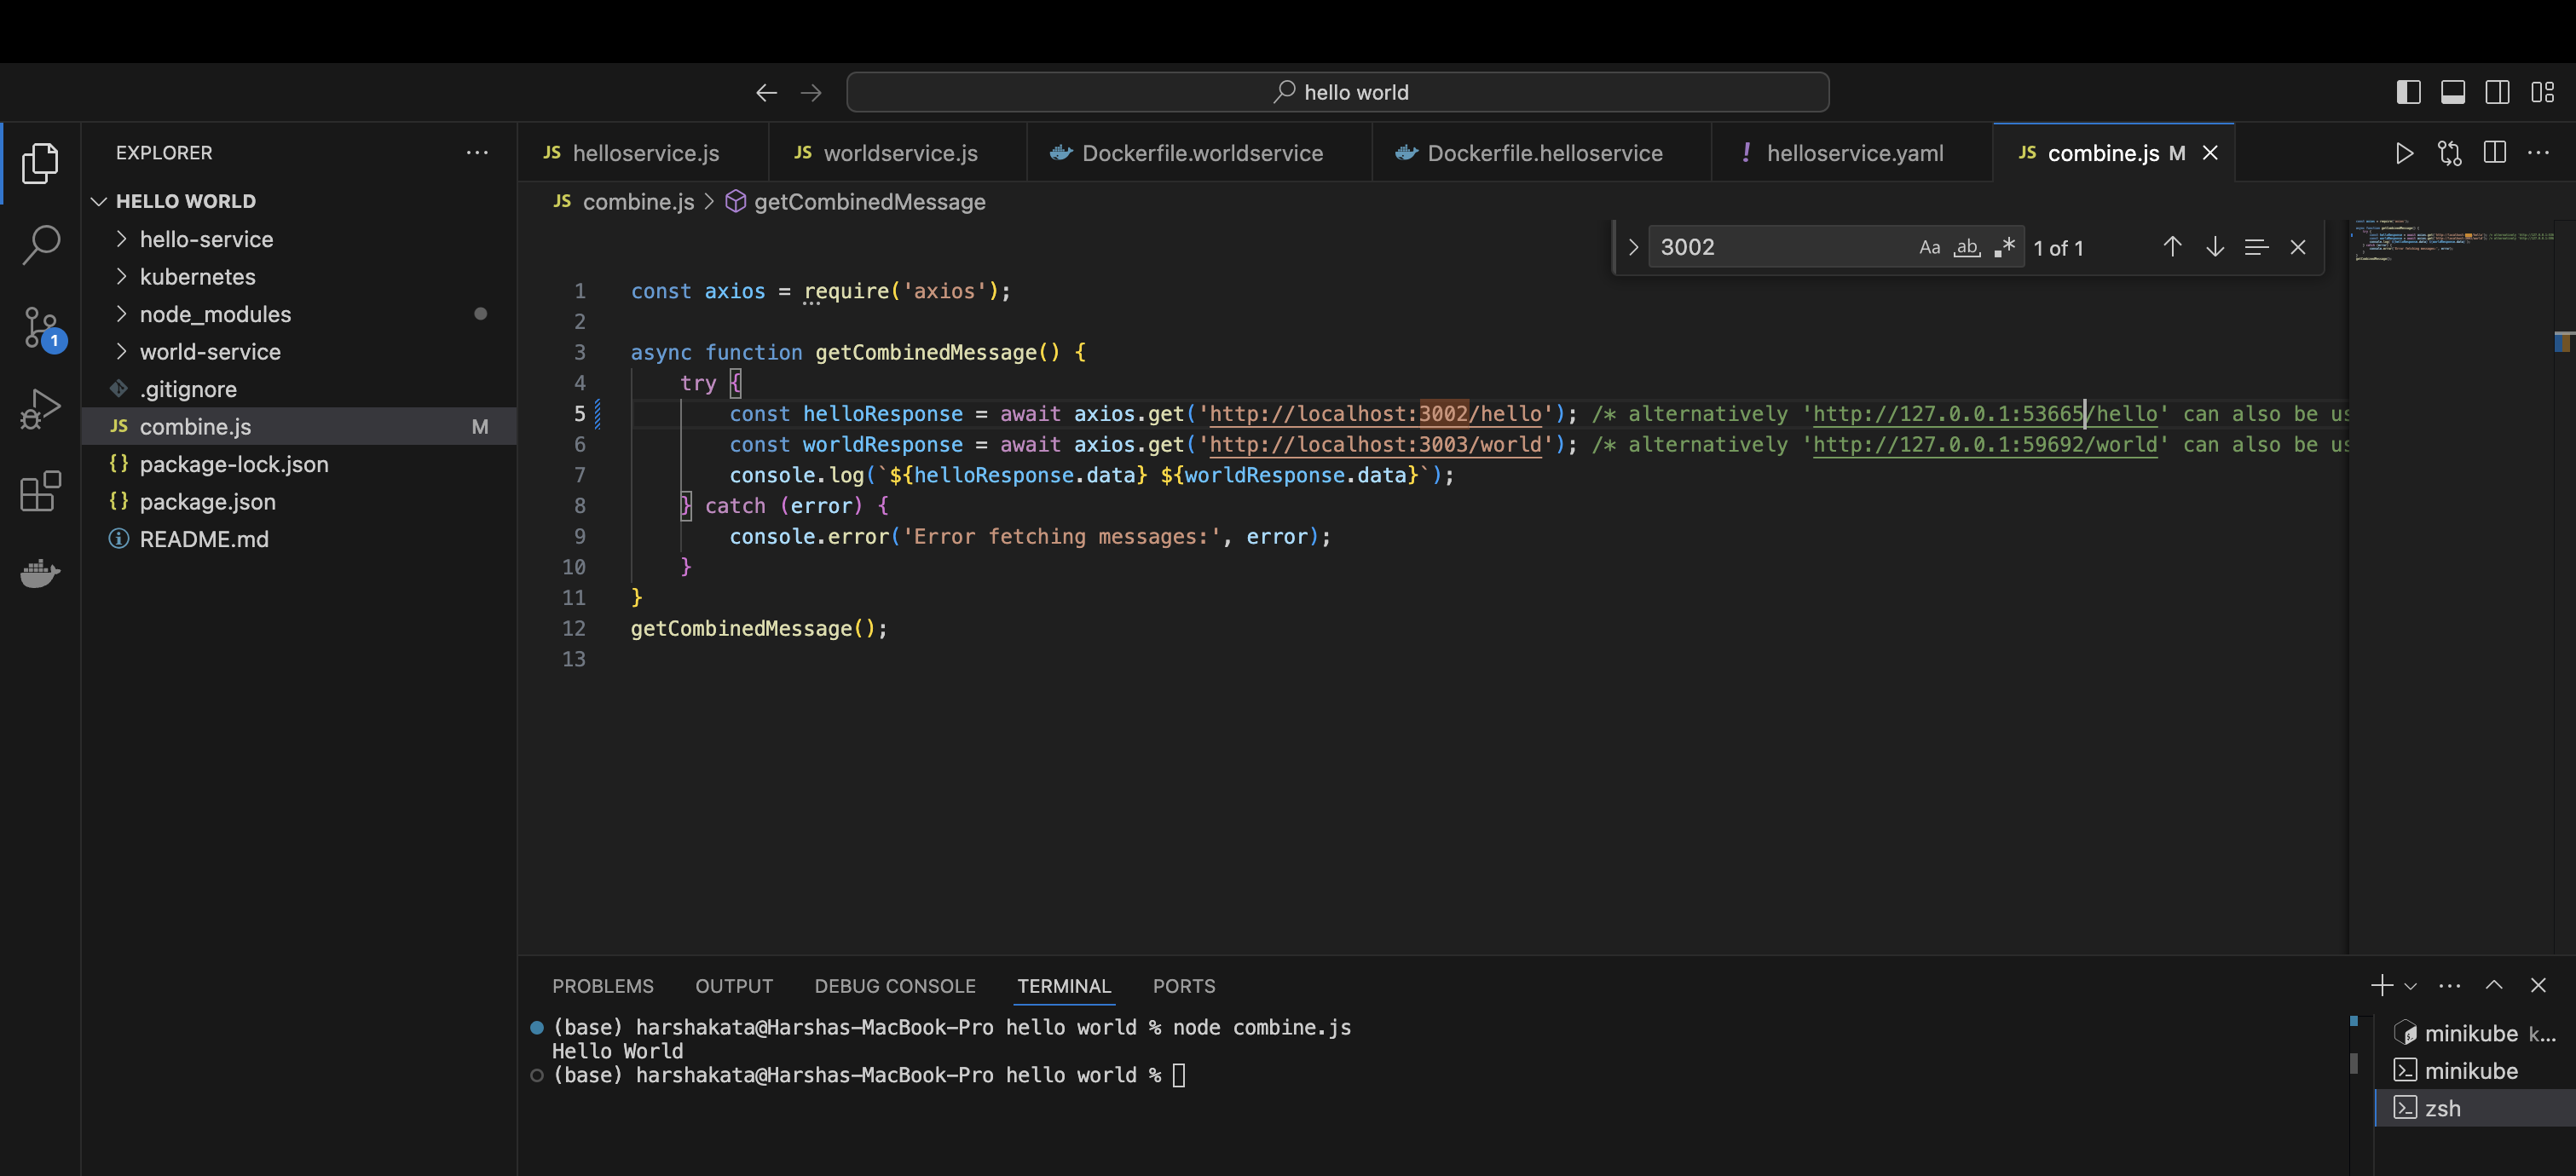 hello world
EXPLORER
HELLO WORLD
hello-service
kubernetes
node_modules
world-service
.gitignore
JS combine.js M
{} package-lock.json
{} package.json
README.md
1
JS helloservice.js
JS worldservice.js
Dockerfile.worldservice
Dockerfile.helloservice
! helloservice.yaml
JS combine.js M
JS combine.js > getCombinedMessage
3002 Aa ab .* 1 of 1
1 const axios = require('axios');
2
3 async function getCombinedMessage() {
4 try {
5 const helloResponse = await axios.get('http://localhost:3002/hello'); /* alternatively 'http://127.0.0.1:53665/hello' can also be us
6 const worldResponse = await axios.get('http://localhost:3003/world'); /* alternatively 'http://127.0.0.1:59692/world' can also be us
7 console.log(`${helloResponse.data} ${worldResponse.data}`);
8 } catch (error) {
9 console.error('Error fetching messages:', error);
10 }
11 }
12 getCombinedMessage();
13
PROBLEMS OUTPUT DEBUG CONSOLE TERMINAL PORTS
(base) harshakata@Harshas-MacBook-Pro hello world % node combine.js
Hello World
(base) harshakata@Harshas-MacBook-Pro hello world %
minikube k...
minikube
zsh